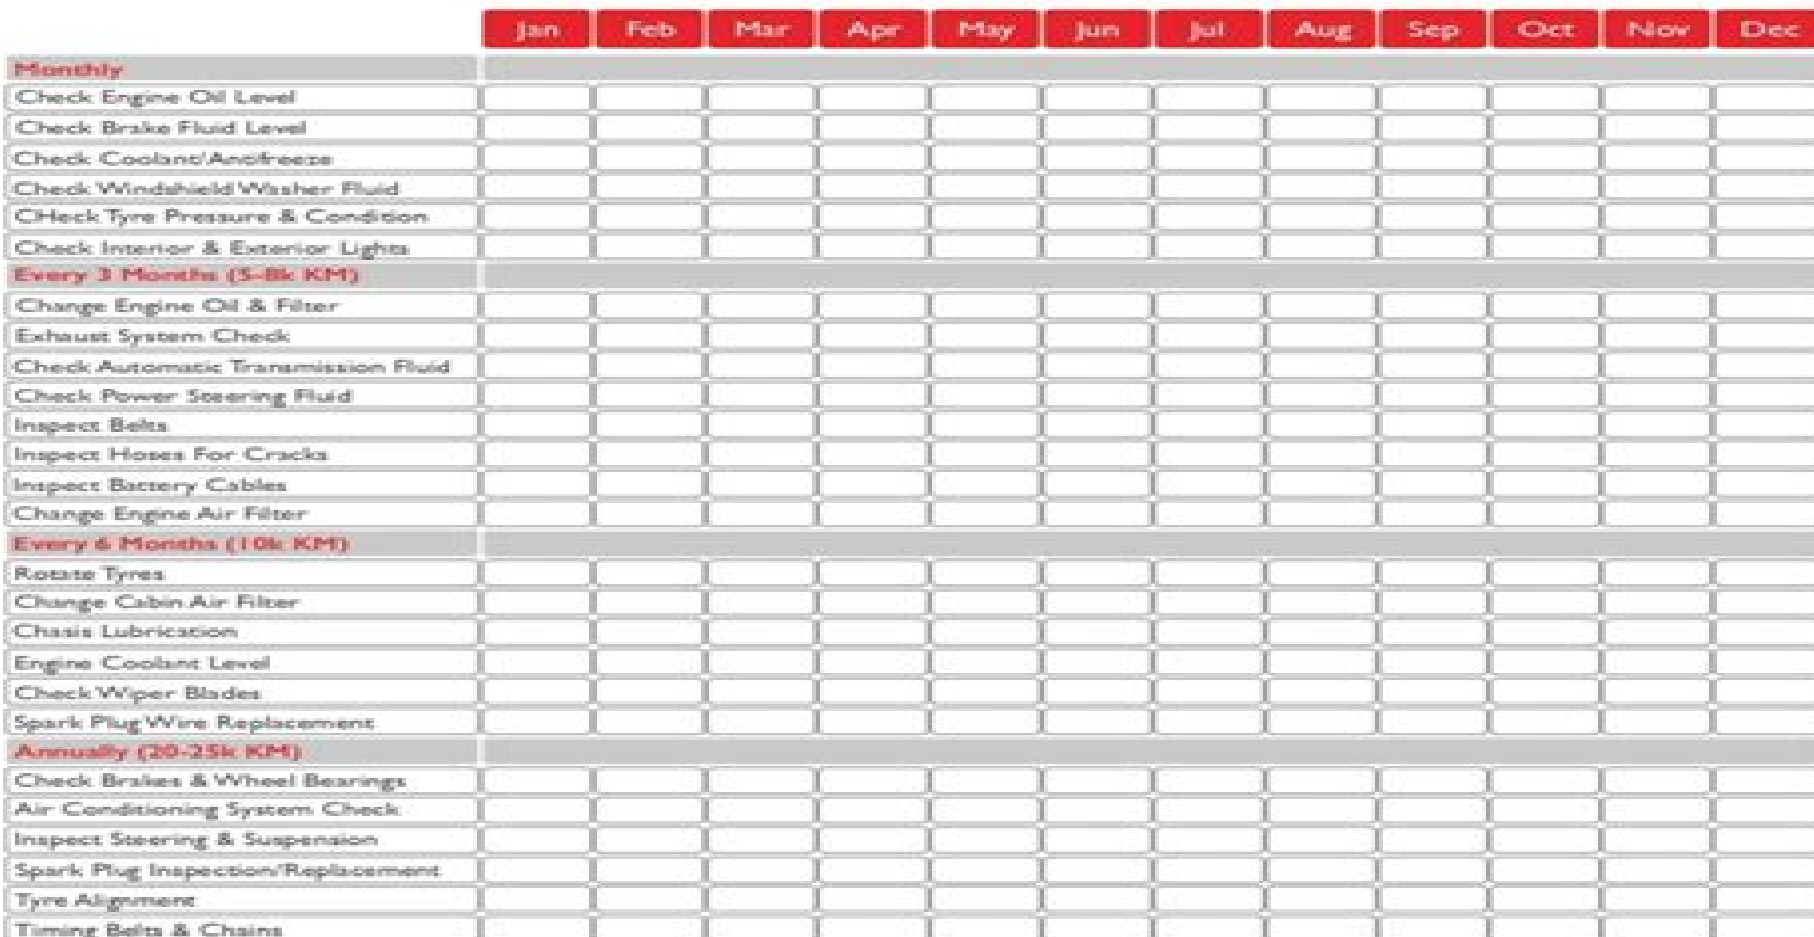 Jan Feb Mar Apr May Jun Jul Aug Sep Oct Nov Dec
Monthly
Check Engine Oil Level
Check Brake Fluid Level
Check Coolant/Antifreeze
Check Windshield Washer Fluid
CHeck Tyre Pressure & Condition
Check Interior & Exterior Lights
Every 3 Months (5-8k KM)
Change Engine Oil & Filter
Exhaust System Check
Check Automatic Transmission Fluid
Check Power Steering Fluid
Inspect Belts
Inspect Hoses For Cracks
Inspect Battery Cables
Change Engine Air Filter
Every 6 Months (10k KM)
Rotate Tyres
Change Cabin Air Filter
Chasis Lubrication
Engine Coolant Level
Check Wiper Blades
Spark Plug Wire Replacement
Annually (20-25k KM)
Check Brakes & Wheel Bearings
Air Conditioning System Check
Inspect Steering & Suspension
Spark Plug Inspection/Replacement
Tyre Alignment
Timing Belts & Chains